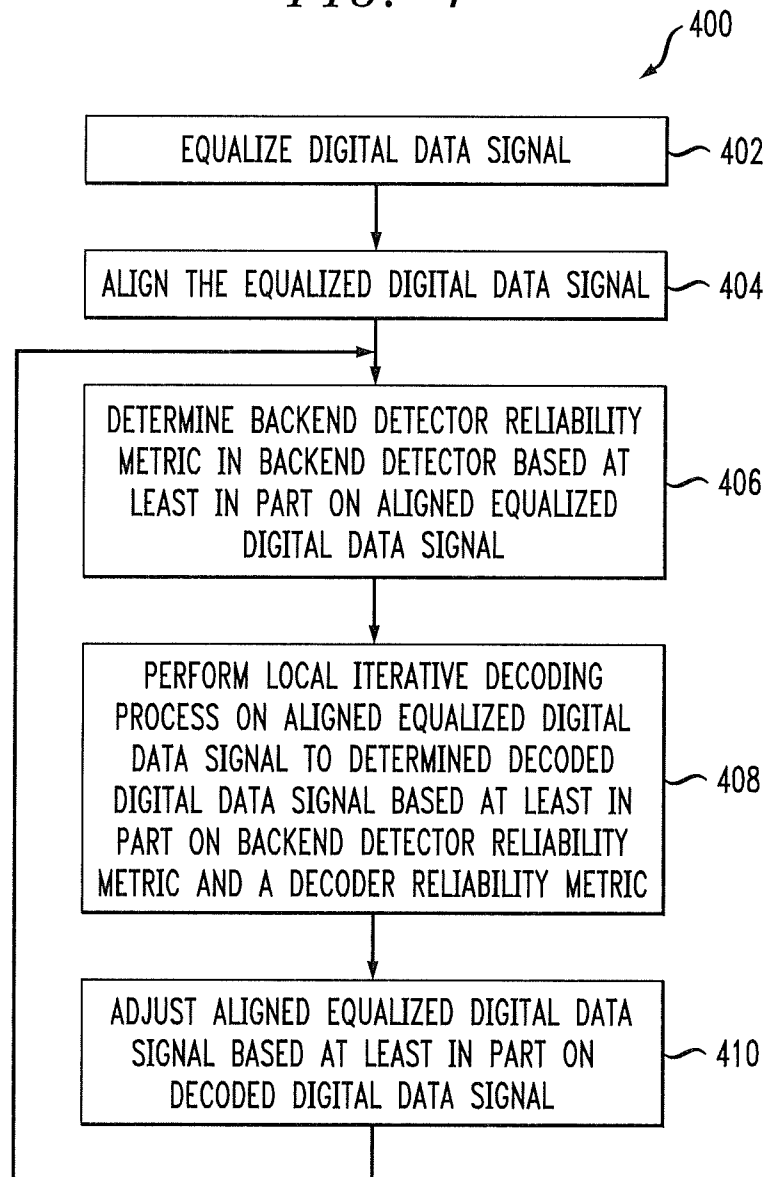 400
EQUALIZE DIGITAL DATA SIGNAL
402
ALIGN THE EQUALIZED DIGITAL DATA SIGNAL
404
DETERMINE BACKEND DETECTOR RELIABILITY
METRIC IN BACKEND DETECTOR BASED AT
LEAST IN PART ON ALIGNED EQUALIZED
DIGITAL DATA SIGNAL
406
PERFORM LOCAL ITERATIVE DECODING
PROCESS ON ALIGNED EQUALIZED DIGITAL
DATA SIGNAL TO DETERMINED DECODED
DIGITAL DATA SIGNAL BASED AT LEAST IN
PART ON BACKEND DETECTOR RELIABILITY
METRIC AND A DECODER RELIABILITY METRIC
408
ADJUST ALIGNED EQUALIZED DIGITAL DATA
SIGNAL BASED AT LEAST IN PART ON
DECODED DIGITAL DATA SIGNAL
410